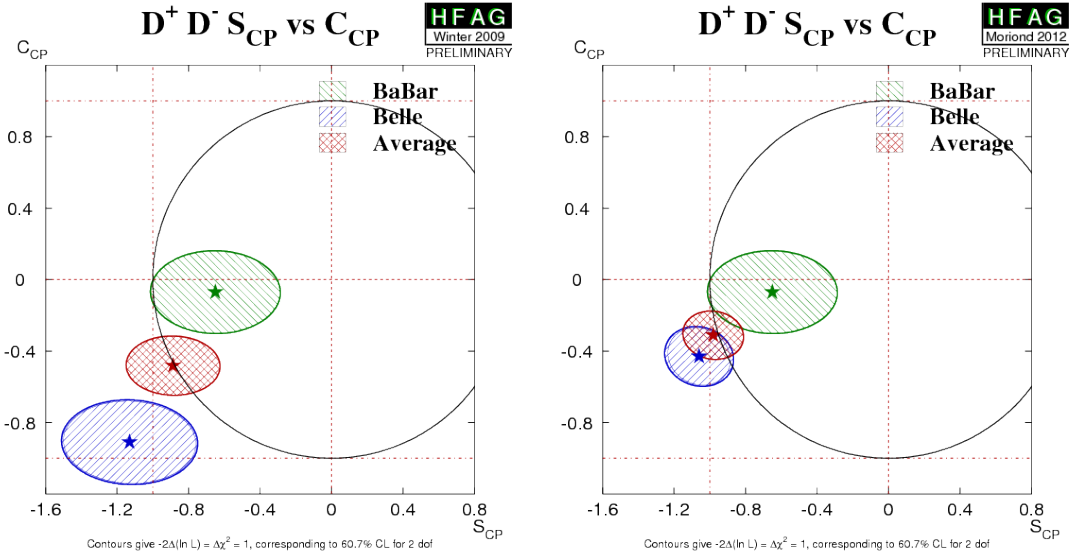 D+ D- SCP vs CCP
HFAG
Winter 2009
PRELIMINARY
CCP
BaBar
Belle
Average
0.8
0.4
0
-0.4
-0.8
-1.6 -1.2 -0.8 -0.4 0 0.4 0.8
SCP
Contours give -2Δ(ln L) = Δχ² = 1, corresponding to 60.7% CL for 2 dof
D+ D- SCP vs CCP
HFAG
Moriond 2012
PRELIMINARY
CCP
BaBar
Belle
Average
0.8
0.4
0
-0.4
-0.8
-1.6 -1.2 -0.8 -0.4 0 0.4 0.8
SCP
Contours give -2Δ(ln L) = Δχ² = 1, corresponding to 60.7% CL for 2 dof